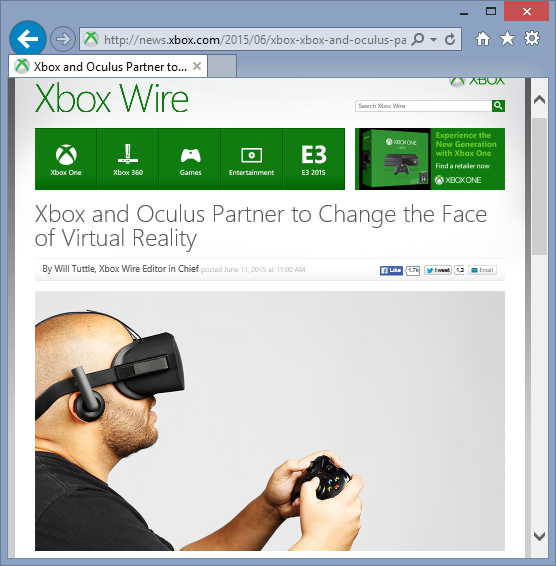 http://news.xbox.com/2015/06/xbox-xbox-and-oculus-pa
Xbox and Oculus Partner to...
XBOX
Xbox Wire
Search Xbox Wire
Xbox One
Xbox 360
Games
Entertainment
E3
E3 2015
Experience the
New Generation
with Xbox One
Find a retailer now
XBOX ONE
Xbox and Oculus Partner to Change the Face
of Virtual Reality
By Will Tuttle, Xbox Wire Editor in Chief posted June 11, 2015 at 11:00 AM
Like 1.7k Tweet 1,2 Email